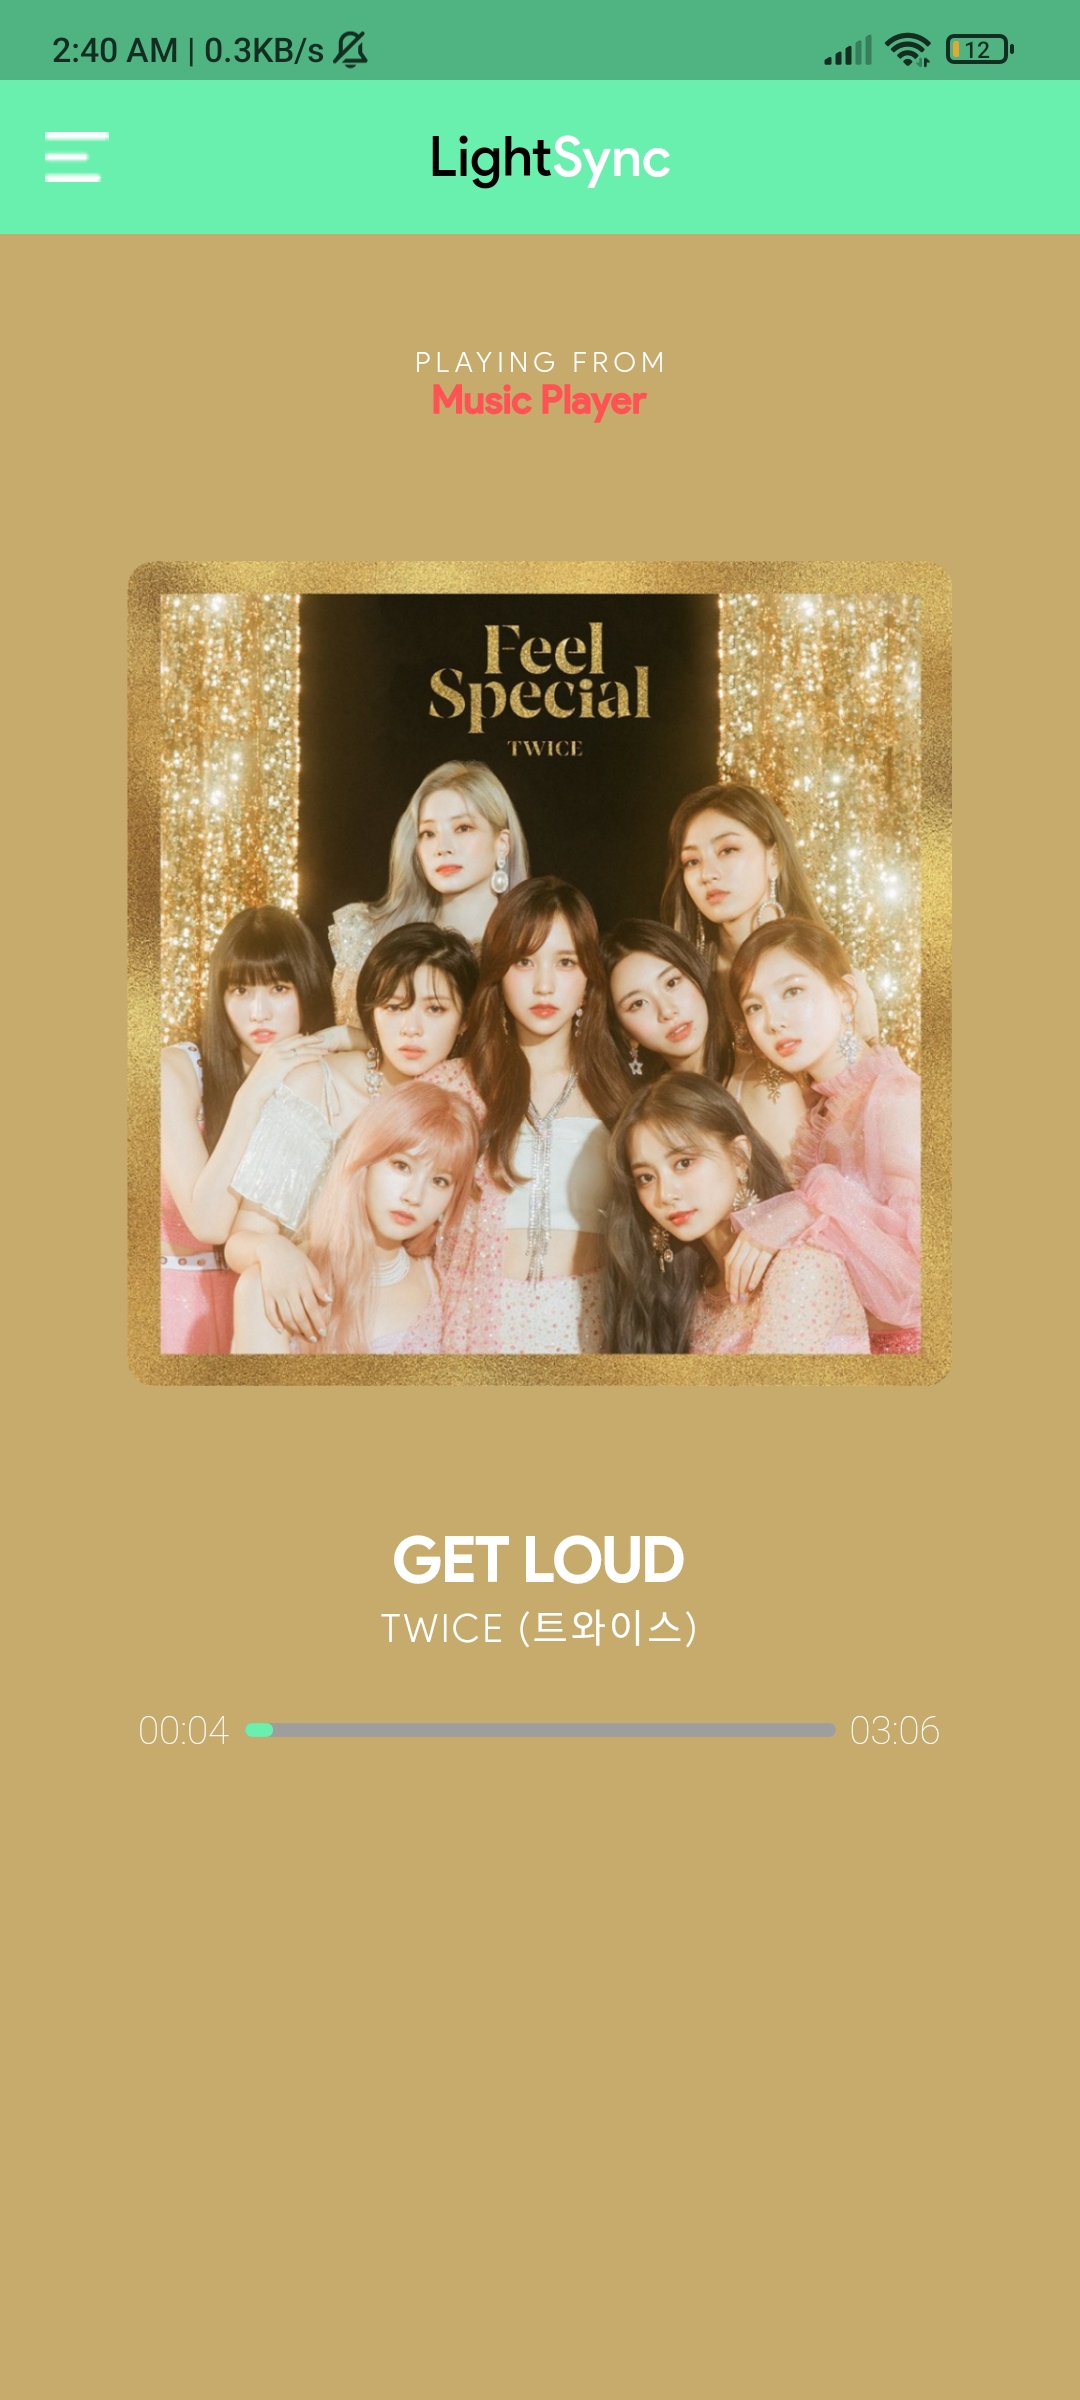 2:40 AM | 0.3KB/s
12
LightSync
PLAYING FROM
Music Player
Feel
Special
TWICE
GET LOUD
TWICE (트와이스)
00:04
03:06